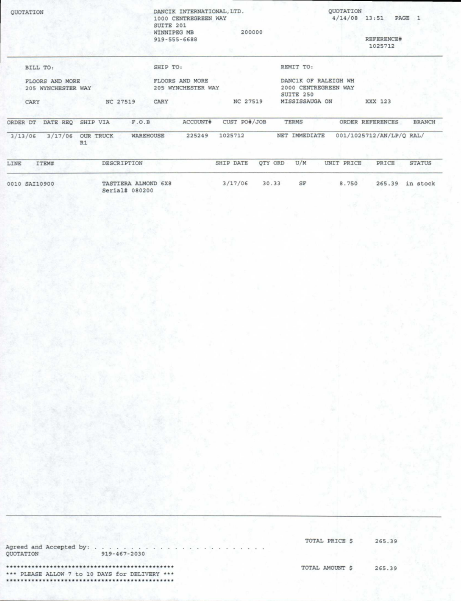 QUOTATION DANCIK INTERNATIONAL,LTD. QUOTATION
1000 CENTREGREEN WAY 4/14/08 13:51 PAGE 1
SUITE 201
WINNIPEG MB 200000
919-555-6688 REFERENCE#
1025712
BILL TO: SHIP TO: REMIT TO:
FLOORS AND MORE FLOORS AND MORE DANCIK OF RALEIGH WH
205 WYNCHESTER WAY 205 WYNCHESTER WAY 2000 CENTREGREEN WAY
SUITE 250
CARY NC 27519 CARY NC 27519 MISSISSAUGA ON XXX 123
ORDER DT DATE REQ SHIP VIA F.O.B ACCOUNT# CUST PO#/JOB TERMS ORDER REFERENCES BRANCH
3/13/06 3/17/06 OUR TRUCK WAREHOUSE 225249 1025712 NET IMMEDIATE 001/1025712/AH/LP/Q RAL/
R1
LINE ITEM# DESCRIPTION SHIP DATE QTY ORD U/M UNIT PRICE PRICE STATUS
0010 SAI10900 TASTIERA ALMOND 6X8 3/17/06 30.33 SF 8.750 265.39 in stock
Serial# 080200
TOTAL PRICE $ 265.39
Agreed and Accepted by: . . . . . . . . . . . . . . . . . . . . . . . . .
QUOTATION 919-467-2030
************************************************
*** PLEASE ALLOW 7 to 10 DAYS for DELIVERY *** TOTAL AMOUNT $ 265.39
************************************************